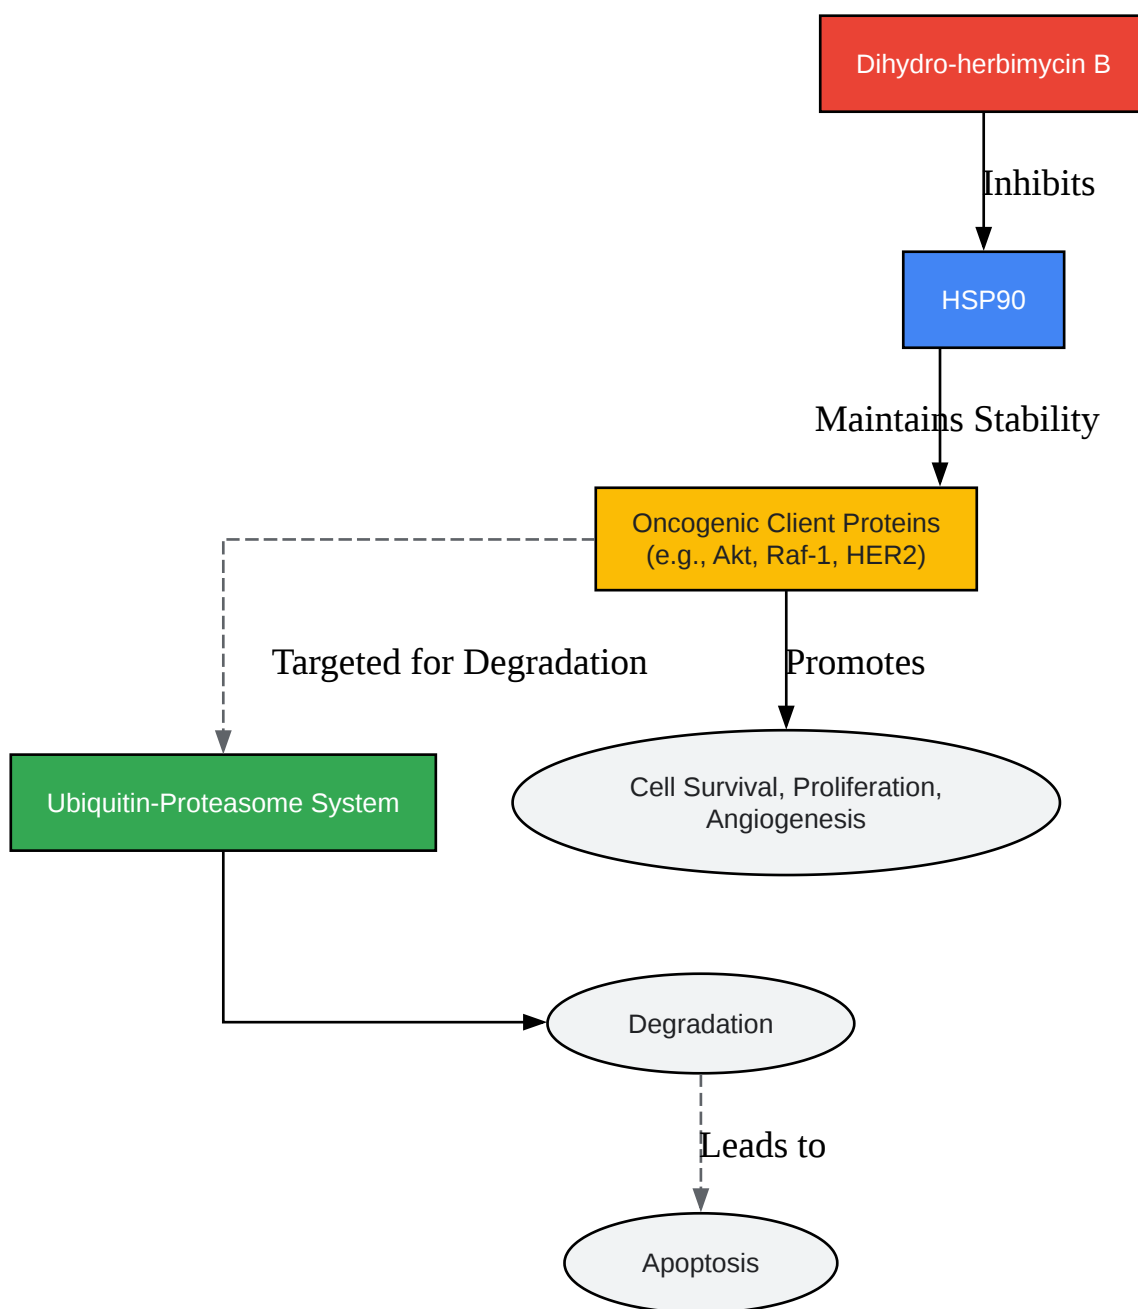 Dihydro-herbimycin B
Inhibits
HSP90
Maintains Stability
Oncogenic Client Proteins
(e.g., Akt, Raf-1, HER2)
Targeted for Degradation
Promotes
Ubiquitin-Proteasome System
Cell Survival, Proliferation,
Angiogenesis
Degradation
Leads to
Apoptosis